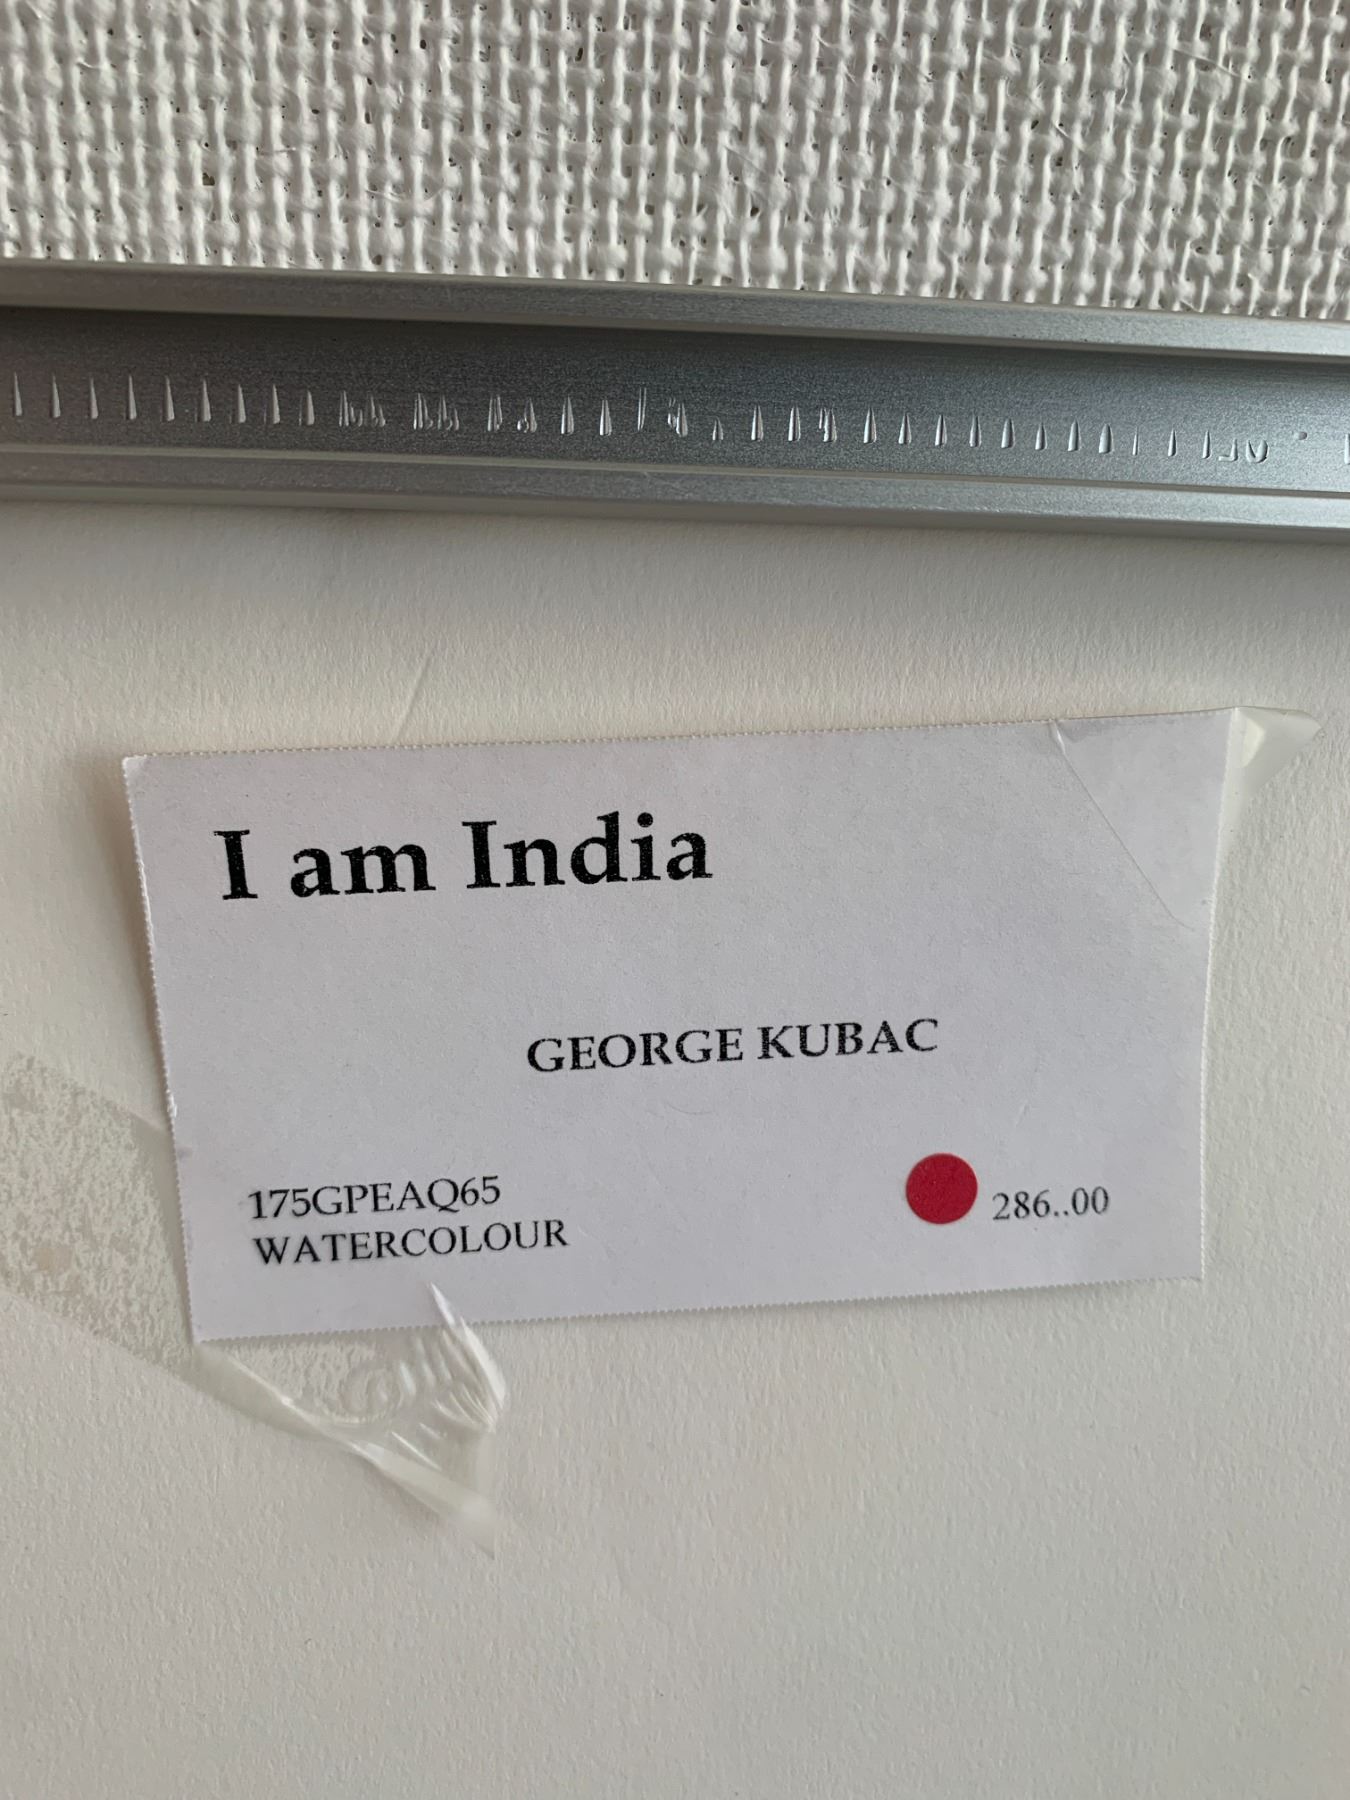 I am India
GEORGE KUBAC
175GPEAQ65
WATERCOLOUR
286..00